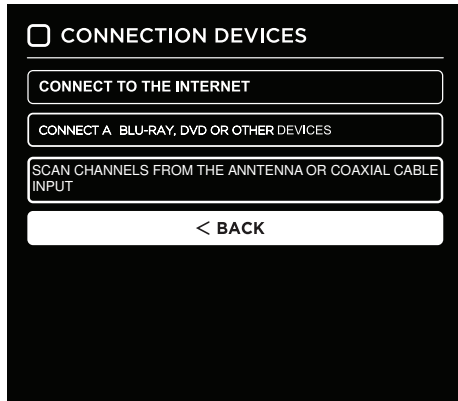 CONNECTION DEVICES
CONNECT TO THE INTERNET
CONNECT A BLU-RAY, DVD OR OTHER DEVICES
SCAN CHANNELS FROM THE ANNTENNA OR COAXIAL CABLE
INPUT
< BACK